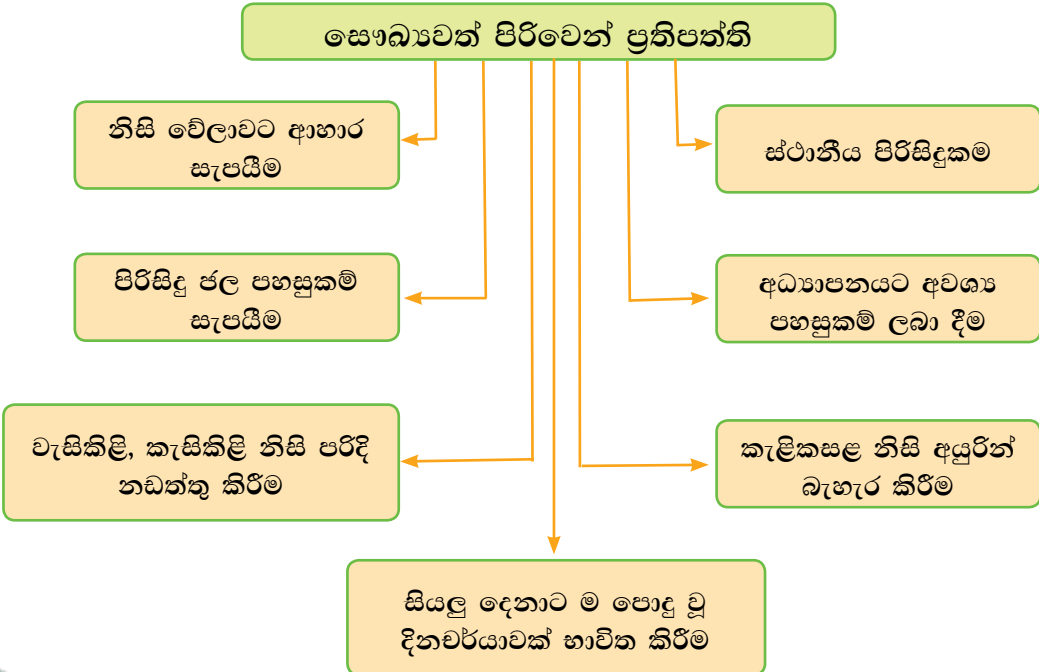 සෞඛ්‍යවත් පිරිවෙන් ප්‍රතිපත්ති
නිසි වේලාවට ආහාර
සැපයීම
ස්ථානීය පිරිසිදුකම
පිරිසිදු ජල පහසුකම්
සැපයීම
අධ්‍යාපනයට අවශ්‍ය
පහසුකම් ලබා දීම
වැසිකිළි, කැසිකිළි නිසි පරිදි
නඩත්තු කිරීම
කැළිකසළ නිසි අයුරින්
බැහැර කිරීම
සියලු දෙනාට ම පොදු වූ
දිනචර්යාවක් භාවිත කිරීම